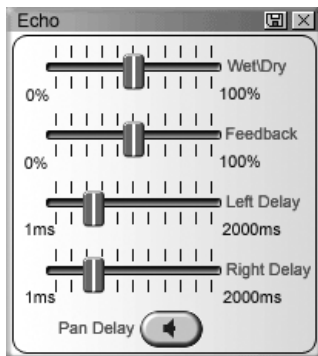 Echo
Wet\Dry
0% 100%
Feedback
0% 100%
Left Delay
1ms 2000ms
Right Delay
1ms 2000ms
Pan Delay